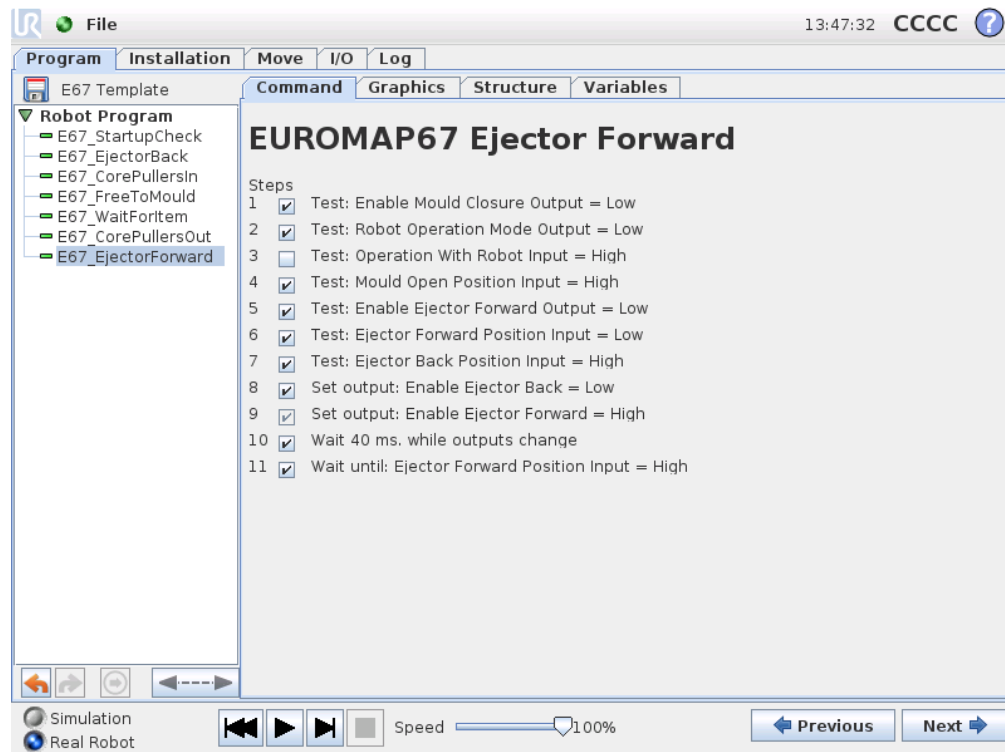 UR File 13:47:32 CCCC ?
Program Installation Move I/O Log
E67 Template
Command Graphics Structure Variables
Robot Program
E67_StartupCheck
E67_EjectorBack
E67_CorePullersIn
E67_FreeToMould
E67_WaitForItem
E67_CorePullersOut
E67_EjectorForward
EUROMAP67 Ejector Forward
Steps
1 Test: Enable Mould Closure Output = Low
2 Test: Robot Operation Mode Output = Low
3 Test: Operation With Robot Input = High
4 Test: Mould Open Position Input = High
5 Test: Enable Ejector Forward Output = Low
6 Test: Ejector Forward Position Input = Low
7 Test: Ejector Back Position Input = High
8 Set output: Enable Ejector Back = Low
9 Set output: Enable Ejector Forward = High
10 Wait 40 ms. while outputs change
11 Wait until: Ejector Forward Position Input = High
Simulation
Real Robot
Speed 100%
Previous Next